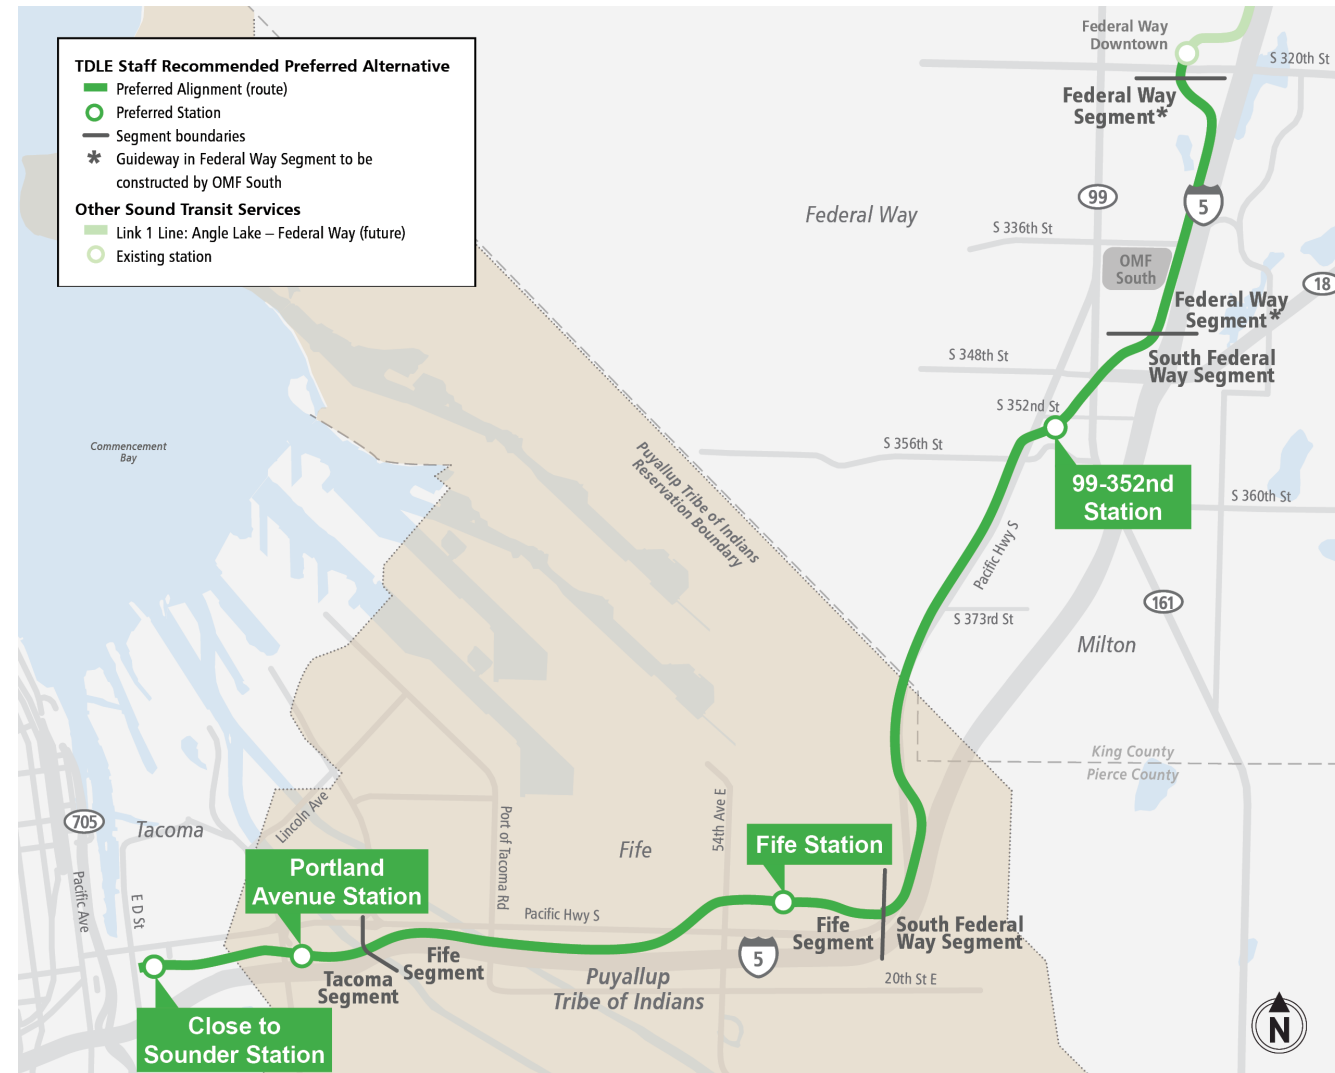 TDLE Staff Recommended Preferred Alternative
Preferred Alignment (route)
Preferred Station
Segment boundaries
* Guideway in Federal Way Segment to be
constructed by OMF South
Other Sound Transit Services
Link 1 Line: Angle Lake – Federal Way (future)
Existing station
Federal Way
Downtown
S 320th St
Federal Way
Segment*
99
5
Federal Way
S 336th St
OMF
South
18
Federal Way
Segment*
S 348th St
South Federal
Way Segment
S 352nd St
S 356th St
Commencement
Bay
Puyallup Tribe of Indians
Reservation Boundary
99-352nd
Station
S 360th St
Pacific Hwy S
161
S 373rd St
Milton
King County
Pierce County
705
Tacoma
Lincoln Ave
Port of Tacoma Rd
Fife
54th Ave E
Fife Station
Portland
Avenue Station
Pacific Ave
E D St
Pacific Hwy S
Fife
Segment
South Federal
Way Segment
Fife
Segment
5
Tacoma
Segment
Puyallup
Tribe of Indians
20th St E
Close to
Sounder Station
N